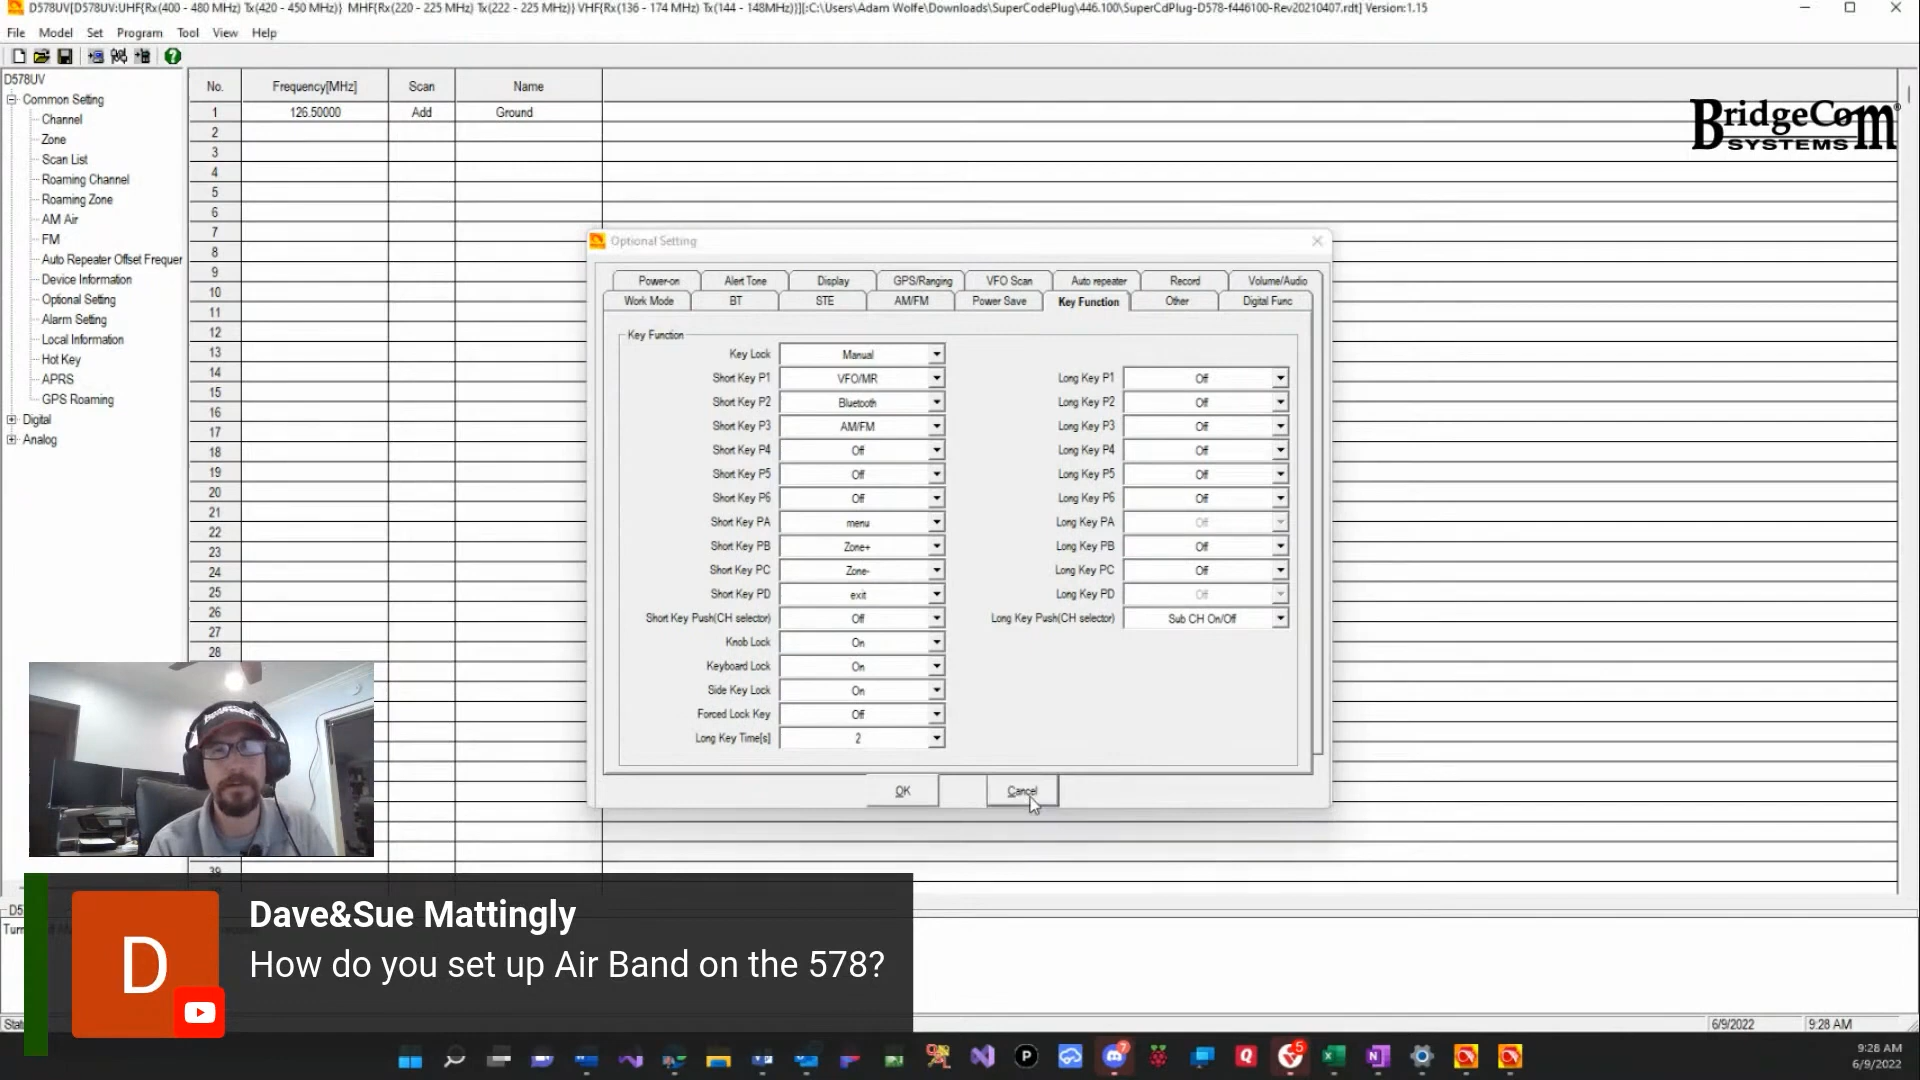 D578UV[D578UV:UHF{Rx(400 - 480 MHz) Tx(420 - 450 MHz)} MHF{Rx(220 - 225 MHz) Tx(222 - 225 MHz)} VHF{Rx(136 - 174 MHz) Tx(144 - 148MHz)}][:C:\Users\Adam Wolfe\Downloads\SuperCodePlug\446.100\SuperCdPlug-D578-f446100-Rev20210407.rdt] Version:1.15
File Model Set Program Tool View Help
D578UV
Common Setting
Channel
Zone
Scan List
Roaming Channel
Roaming Zone
AM Air
FM
Auto Repeater Offset Frequer
Device Information
Optional Setting
Alarm Setting
Local Information
Hot Key
APRS
GPS Roaming
Digital
Analog
No. Frequency[MHz] Scan Name
1 126.50000 Add Ground
2
3
4
5
6
7
8
9
10
11
12
13
14
15
16
17
18
19
20
21
22
23
24
25
26
27
28
39
BridgeCom
SYSTEMS
Optional Setting
Power-on Alert Tone Display GPS/Ranging VFO Scan Auto repeater Record Volume/Audio
Work Mode BT STE AM/FM Power Save Key Function Other Digital Func
Key Function
Key Lock Manual
Short Key P1 VFO/MR Long Key P1 Off
Short Key P2 Bluetooth Long Key P2 Off
Short Key P3 AM/FM Long Key P3 Off
Short Key P4 Off Long Key P4 Off
Short Key P5 Off Long Key P5 Off
Short Key P6 Off Long Key P6 Off
Short Key PA menu Long Key PA Off
Short Key PB Zone+ Long Key PB Off
Short Key PC Zone- Long Key PC Off
Short Key PD exit Long Key PD Off
Short Key Push(CH selector) Off Long Key Push(CH selector) Sub CH On/Off
Knob Lock On
Keyboard Lock On
Side Key Lock On
Forced Lock Key Off
Long Key Time[s] 2
OK Cancel
D
Dave&Sue Mattingly
How do you set up Air Band on the 578?
6/9/2022 9:28 AM
7
5
9:28 AM
6/9/2022